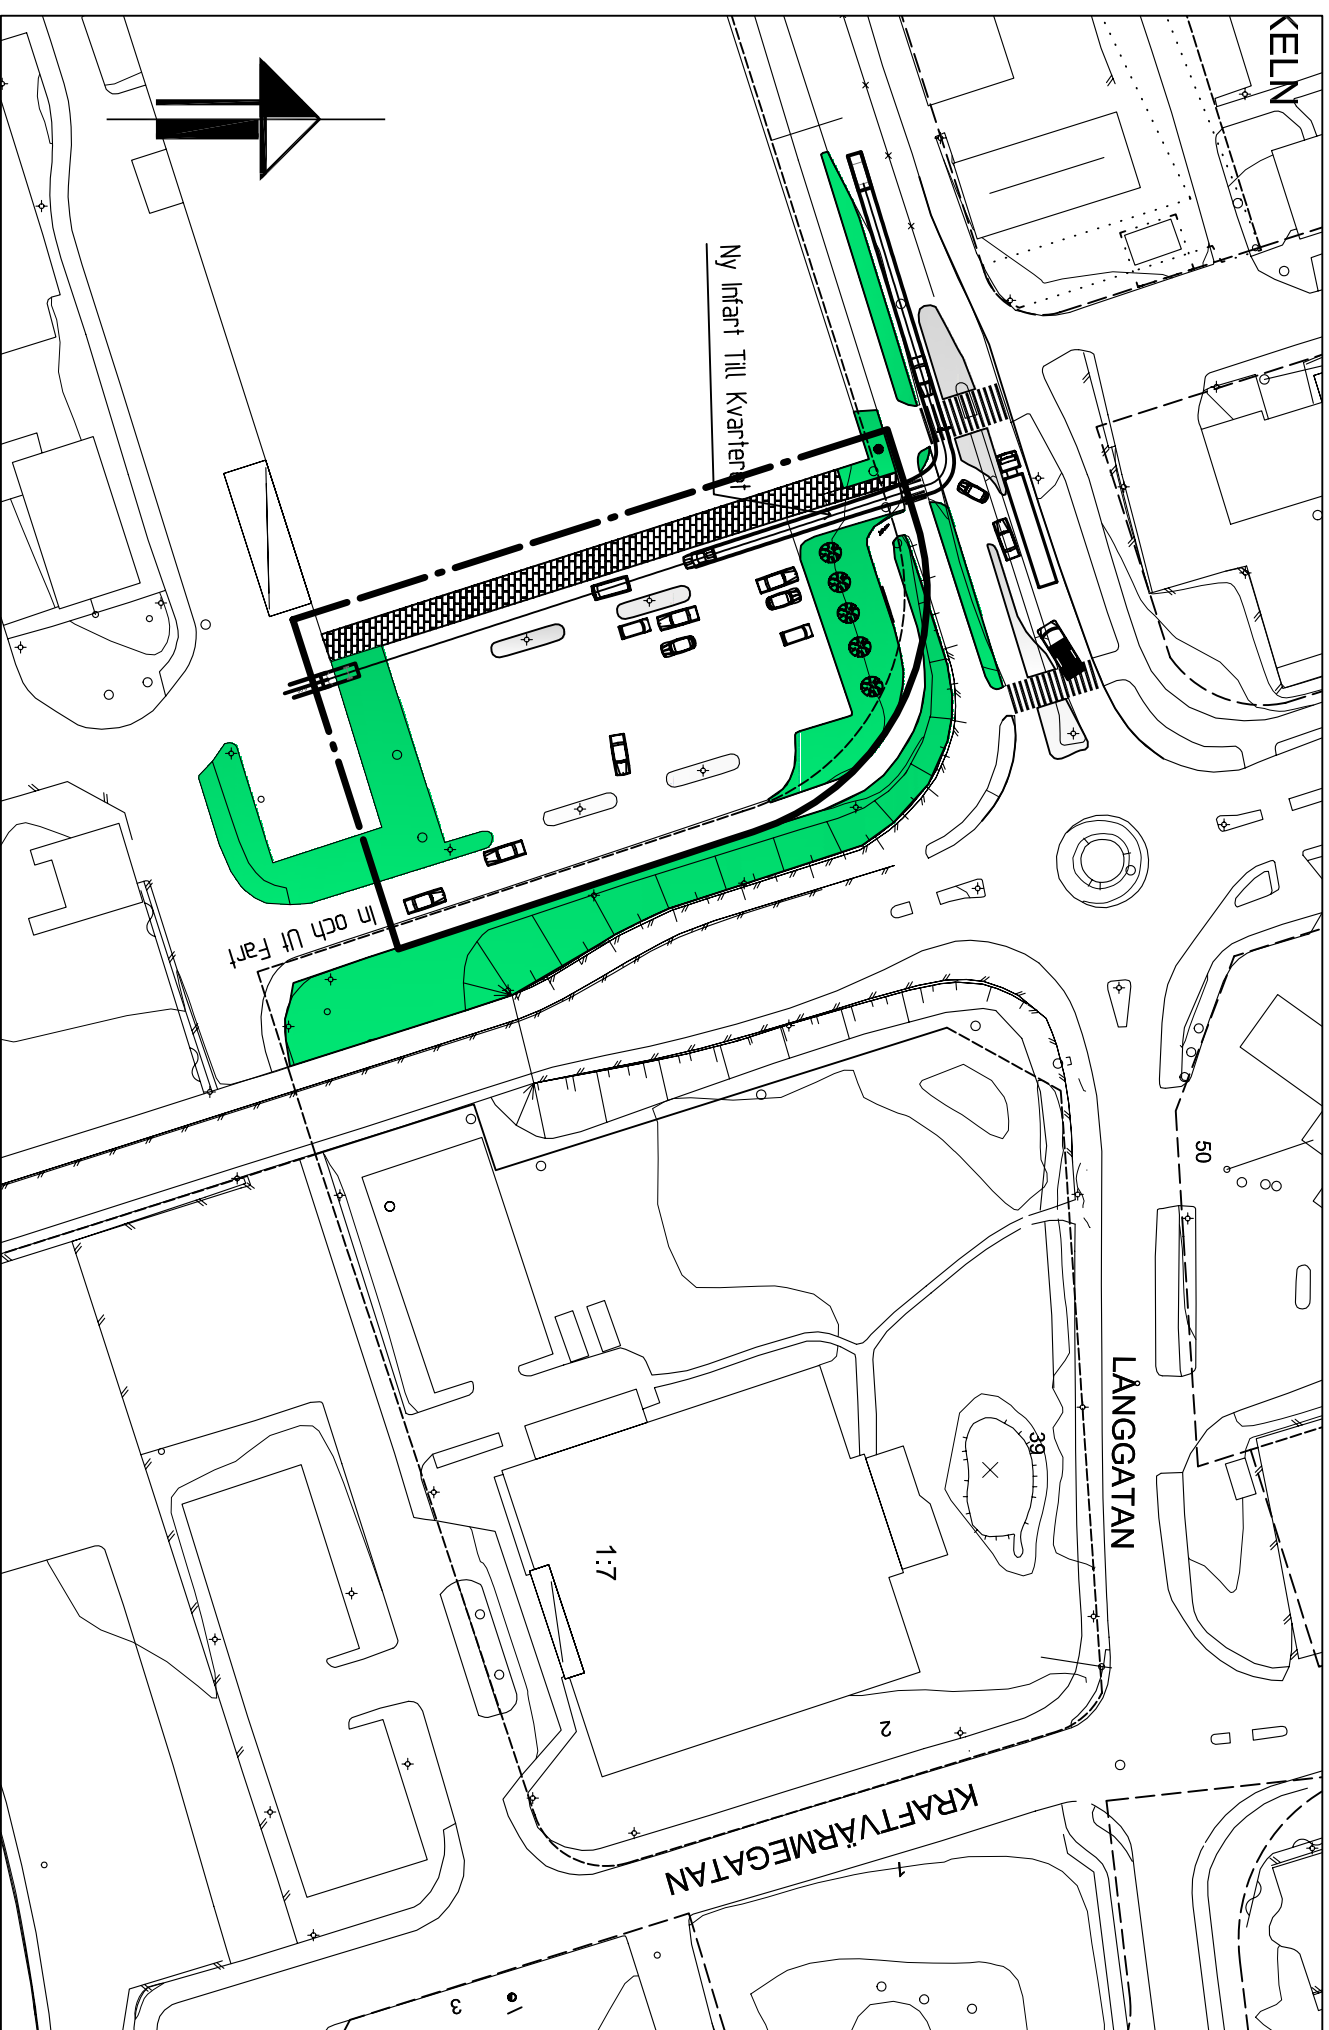 KELN
Ny Infart Till Kvarteret
In och Ut Fart
50
LÅNGGATAN
39
1:7
2
KRAFTVÄRMEGATAN
1
3